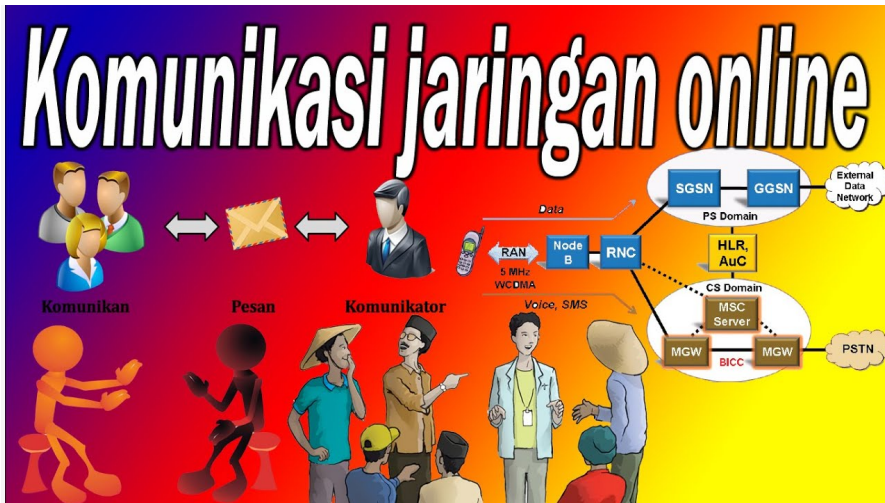 Komunikasi jaringan online
Komunikan
Pesan
Komunikator
Data
RAN
5 MHz
WCDMA
Voice, SMS
Node
B
RNC
SGSN
GGSN
PS Domain
External
Data
Network
HLR,
AuC
CS Domain
MSC
Server
MGW
BICC
MGW
PSTN